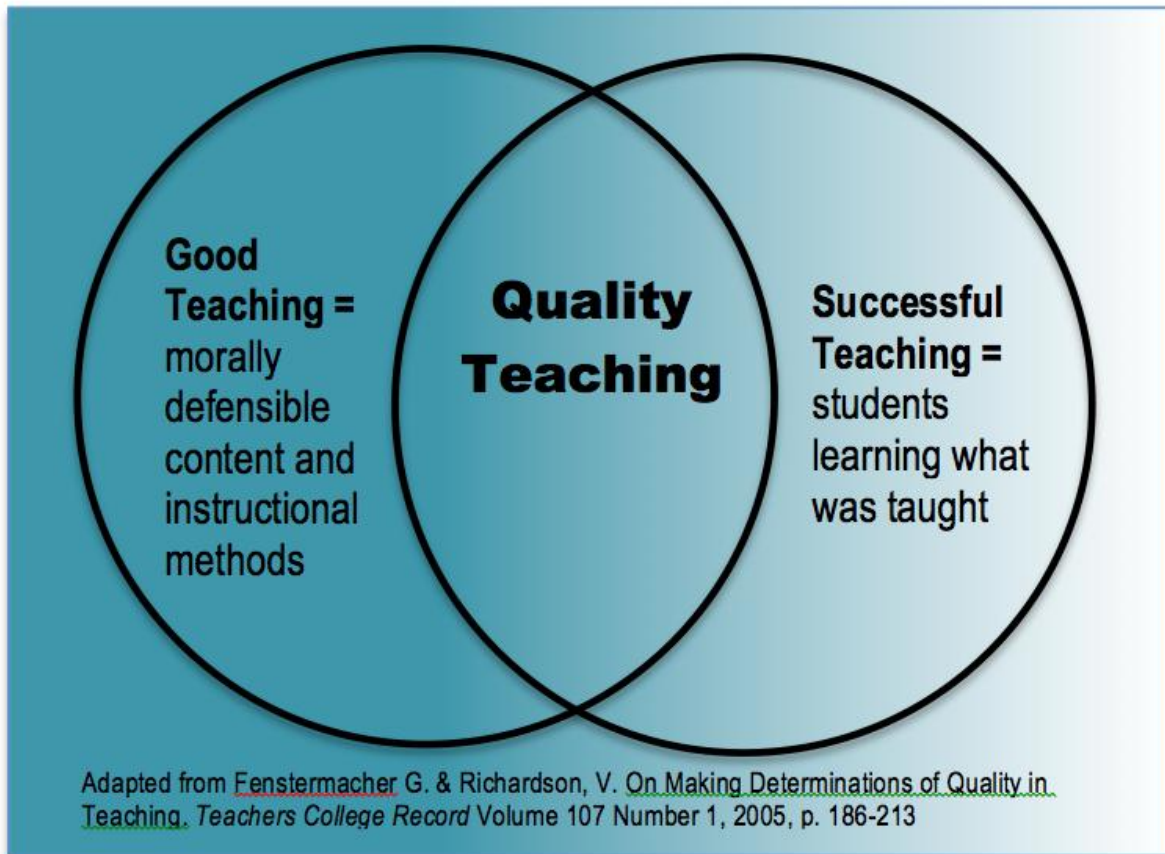 Good
Teaching =
morally
defensible
content and
instructional
methods
Quality
Teaching
Successful
Teaching =
students
learning what
was taught
Adapted from Fenstermacher G. & Richardson, V. On Making Determinations of Quality in
Teaching. Teachers College Record Volume 107 Number 1, 2005, p. 186-213